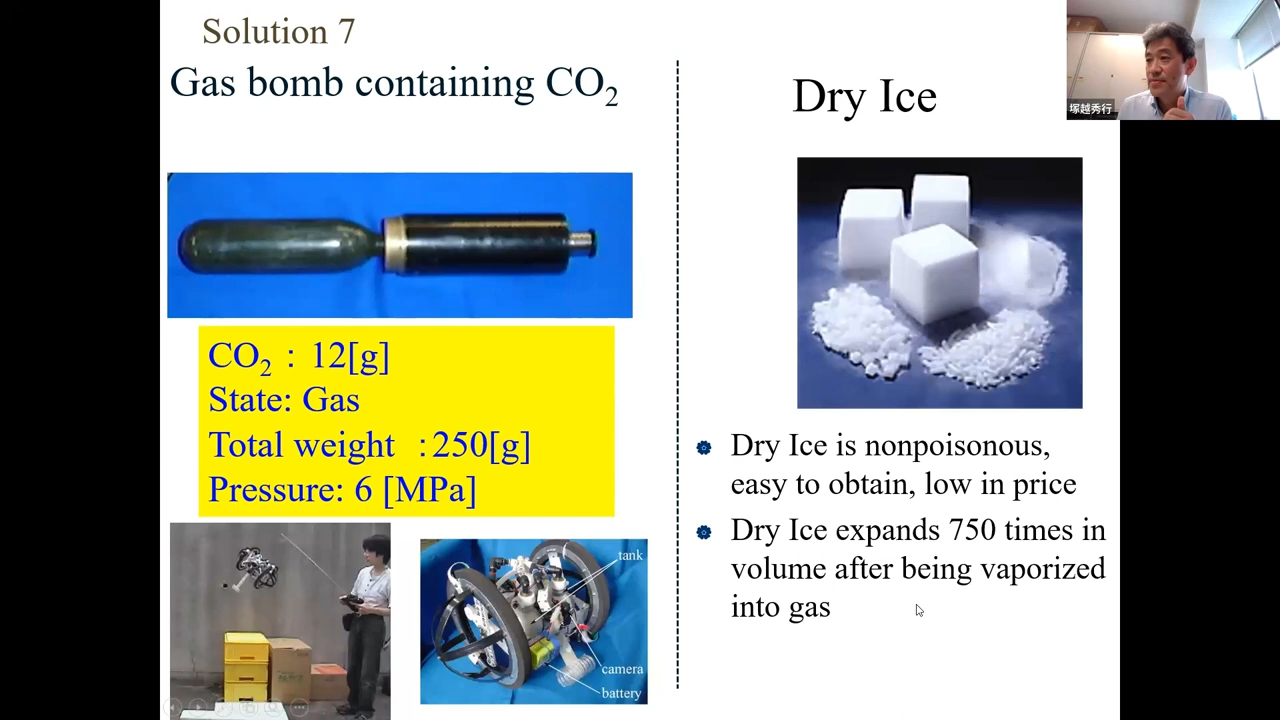 Solution 7
Gas bomb containing CO₂
CO₂ : 12[g]
State: Gas
Total weight :250[g]
Pressure: 6 [MPa]
tank
camera
battery
Dry Ice
Dry Ice is nonpoisonous,
easy to obtain, low in price
Dry Ice expands 750 times in
volume after being vaporized
into gas
塚越秀行